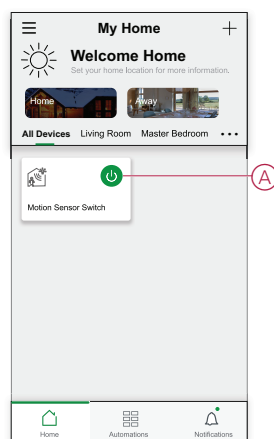 My Home
Welcome Home
Set your home location for more information.
Home
Away
All Devices Living Room Master Bedroom
A
Motion Sensor Switch
Home Automations Notifications